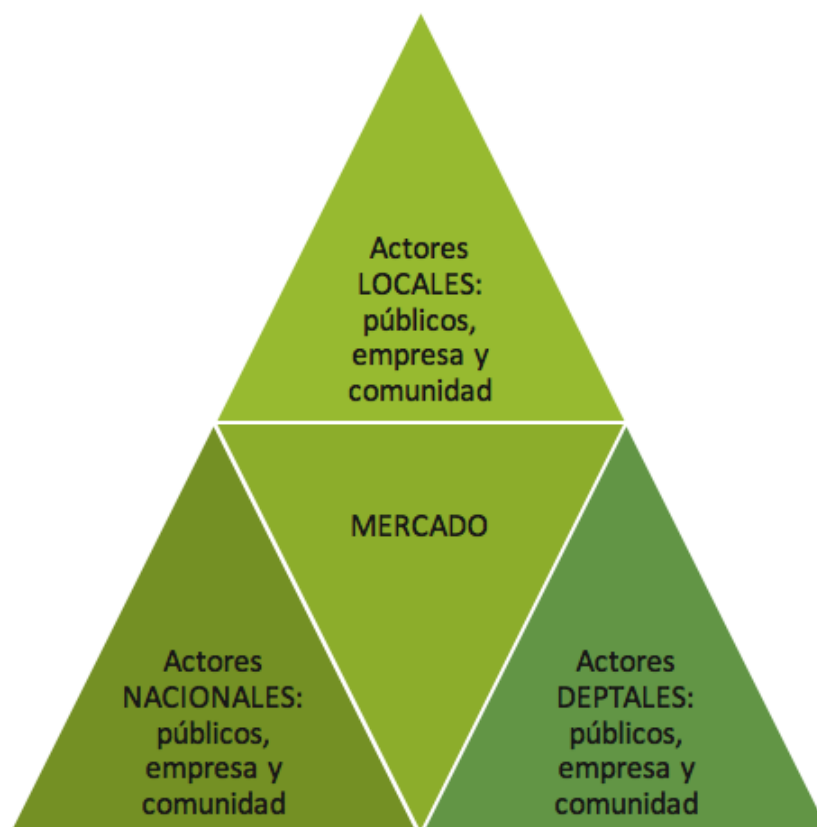 Actores
LOCALES:
públicos,
empresa y
comunidad
MERCADO
Actores
NACIONALES:
públicos,
empresa y
comunidad
Actores
DEPTALES:
públicos,
empresa y
comunidad